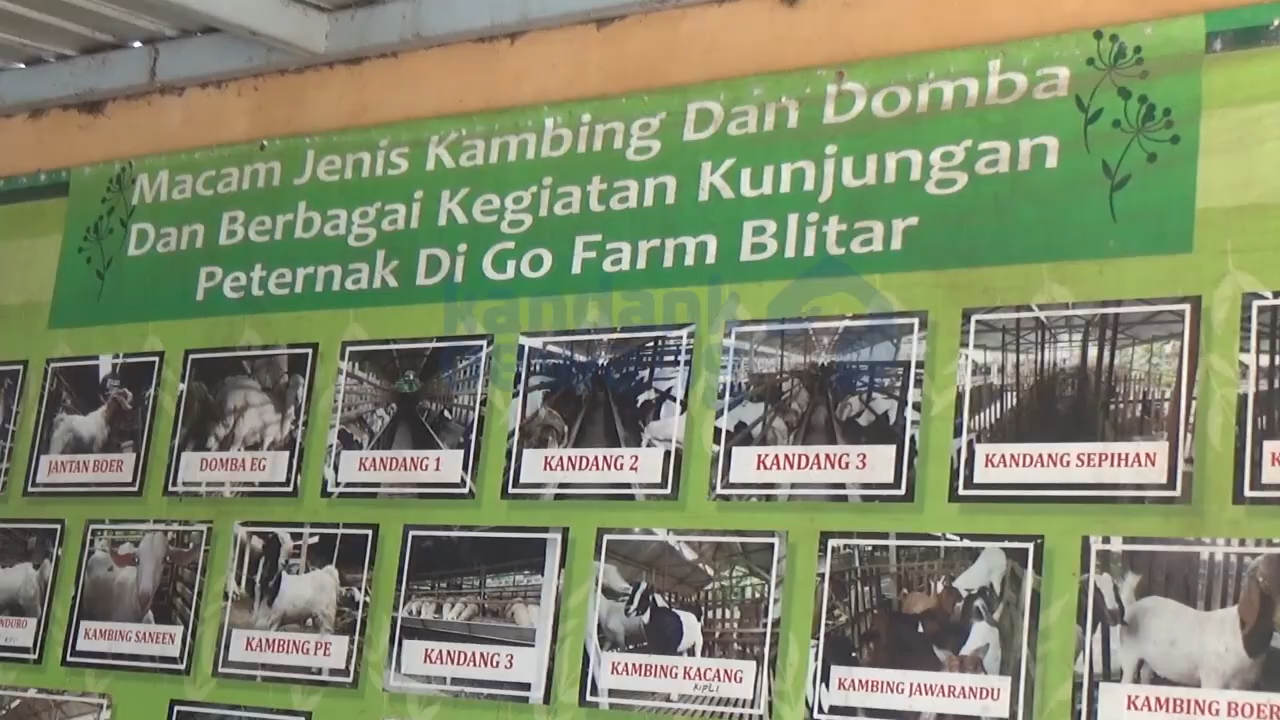 Macam Jenis Kambing Dan Domba
Dan Berbagai Kegiatan Kunjungan
Peternak Di Go Farm Blitar
kandank
JANTAN BOER
DOMBA EG
KANDANG 1
KANDANG 2
KANDANG 3
KANDANG SEPIHAN
KAMBING SANEEN
KAMBING PE
KANDANG 3
KAMBING KACANG
KIPLI
KAMBING JAWARANDU
KAMBING BOER